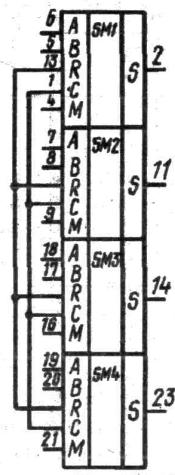 6 A SM1
5 B
13 R S 2
1 C
4 M
7 A SM2
8 B
R S 11
C
9 M
18 A SM3
17 B
R S 14
C
16 M
19 A SM4
20 B
R S 23
C
21 M